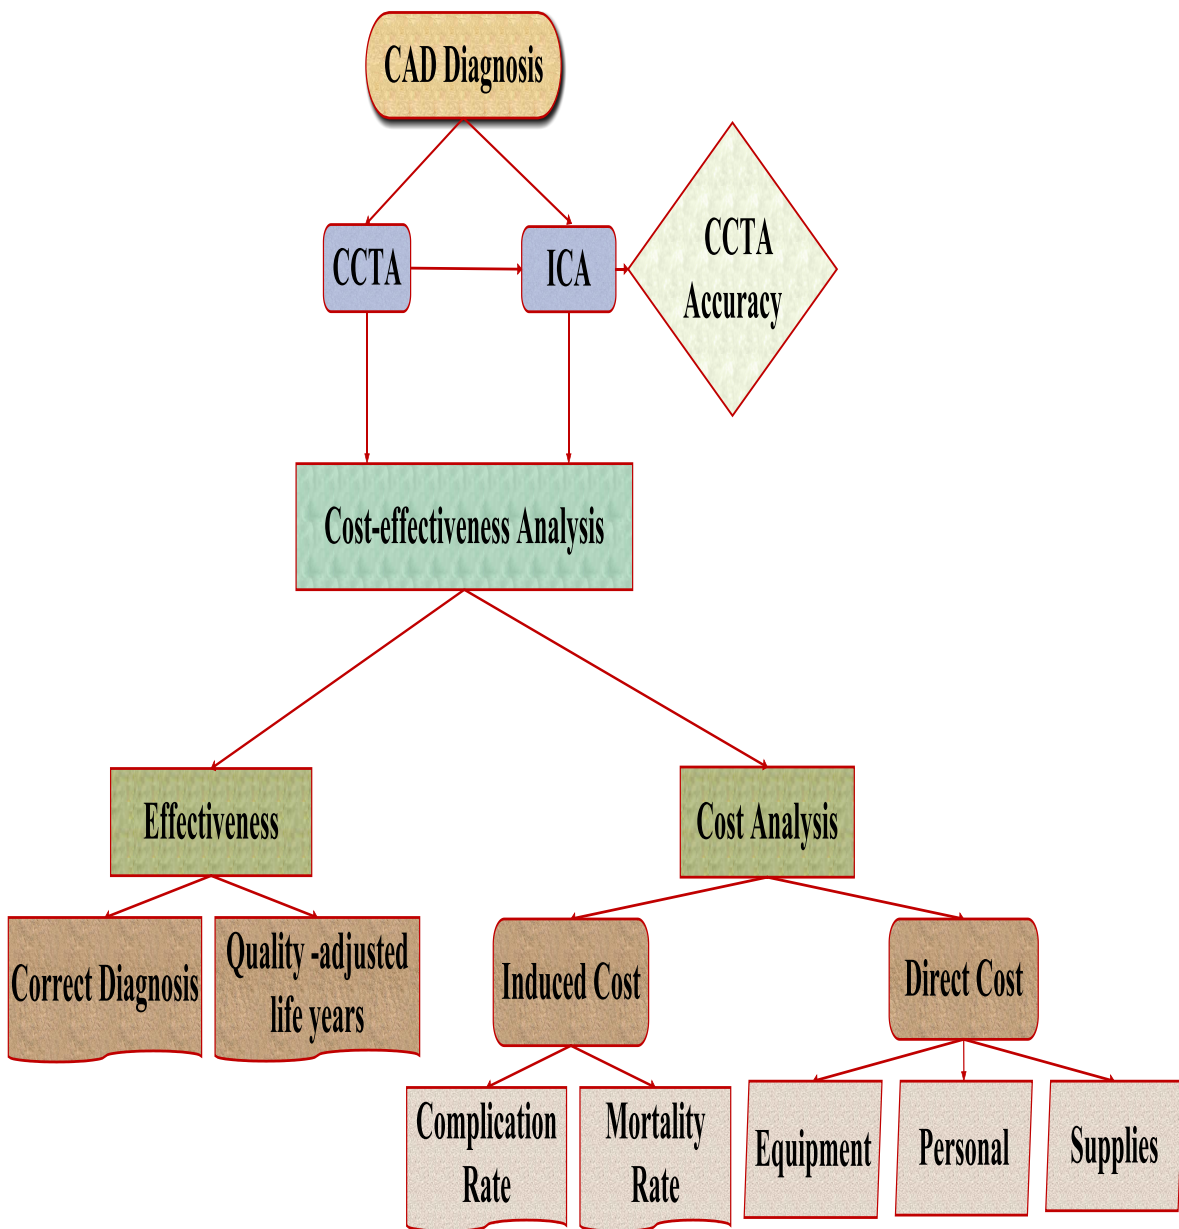 CAD Diagnosis
CCTA
ICA
CCTA
Accuracy
Cost-effectiveness Analysis
Effectiveness
Cost Analysis
Correct Diagnosis
Quality -adjusted
life years
Induced Cost
Direct Cost
Complication
Rate
Mortality
Rate
Equipment
Personal
Supplies